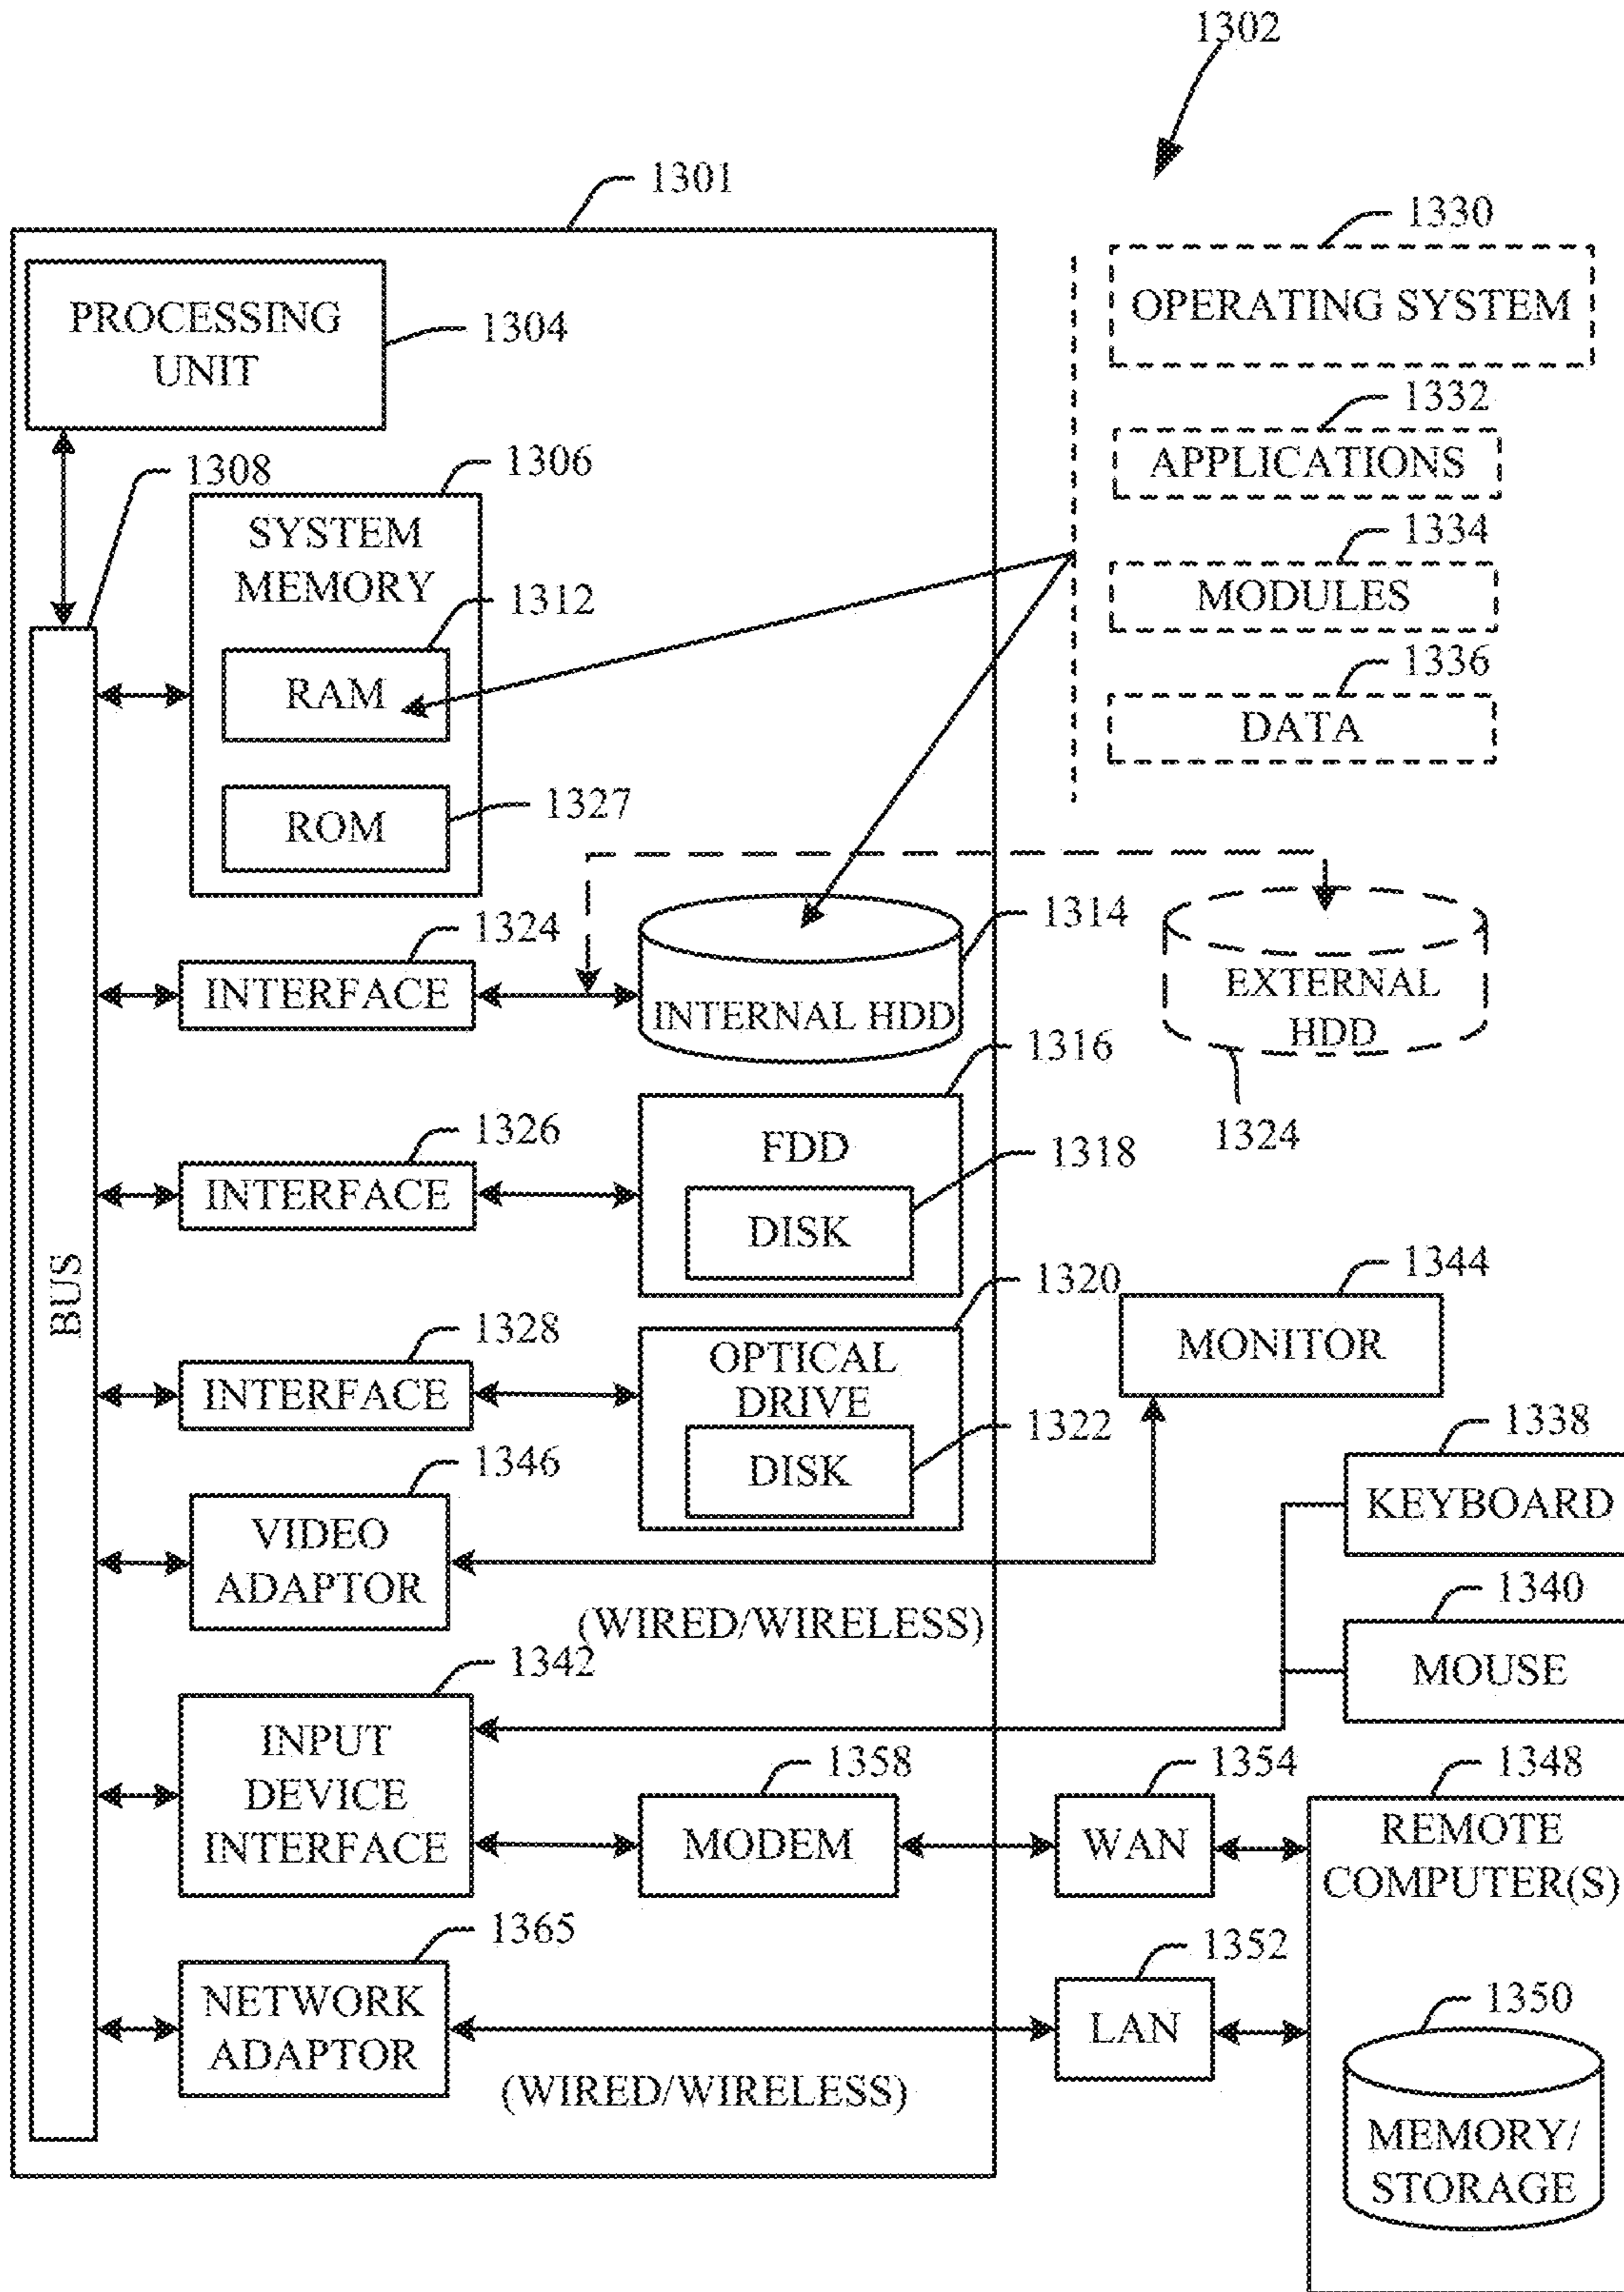 1302
1301
1330
OPERATING SYSTEM
PROCESSING
UNIT
1304
1332
APPLICATIONS
1308
1306
SYSTEM
MEMORY
1334
MODULES
1312
RAM
1336
DATA
1327
ROM
1324
INTERFACE
1314
INTERNAL HDD
EXTERNAL
HDD
1324
1316
FDD
1326
INTERFACE
1318
DISK
BUS
1320
OPTICAL
DRIVE
1344
MONITOR
1328
INTERFACE
1322
DISK
1338
KEYBOARD
1346
VIDEO
ADAPTOR
(WIRED/WIRELESS)
1340
MOUSE
1342
INPUT
DEVICE
INTERFACE
1358
MODEM
1354
WAN
1348
REMOTE
COMPUTER(S)
1365
NETWORK
ADAPTOR
(WIRED/WIRELESS)
1352
LAN
1350
MEMORY/
STORAGE